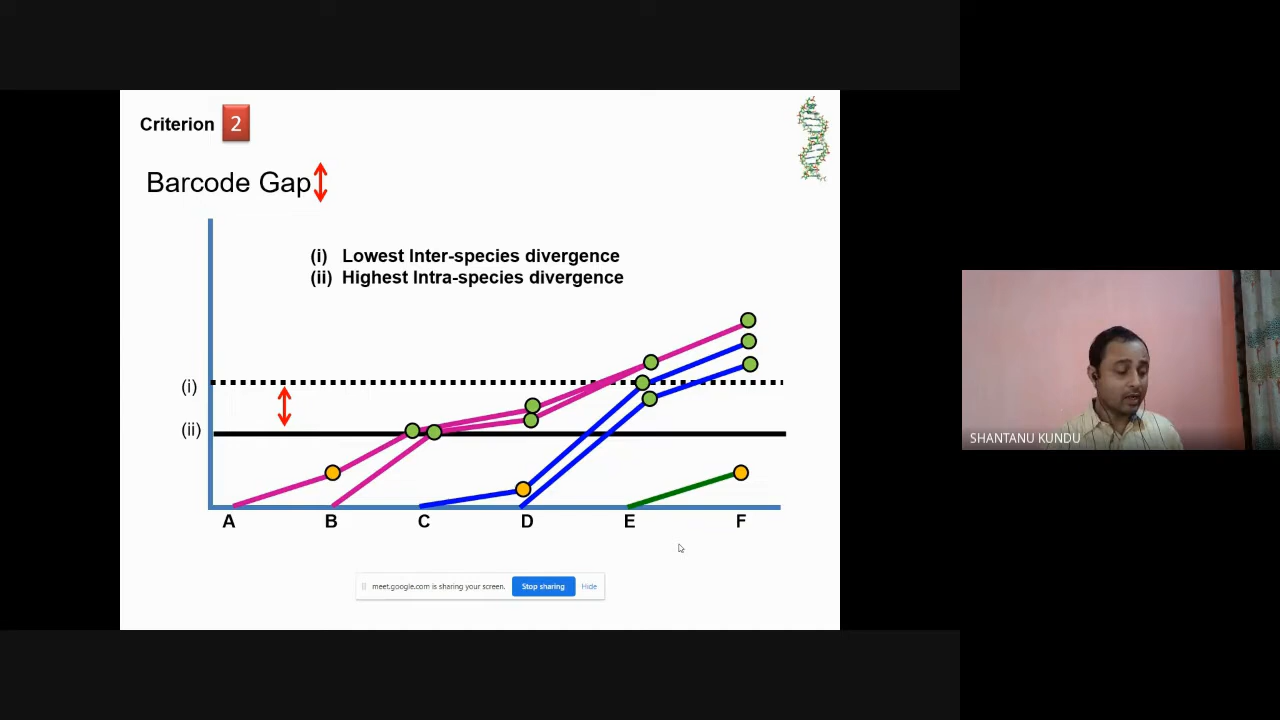 Criterion 2
Barcode Gap
(i) Lowest Inter-species divergence
(ii) Highest Intra-species divergence
(i)
(ii)
A B C D E F
meet.google.com is sharing your screen. Stop sharing Hide
SHANTANU KUNDU